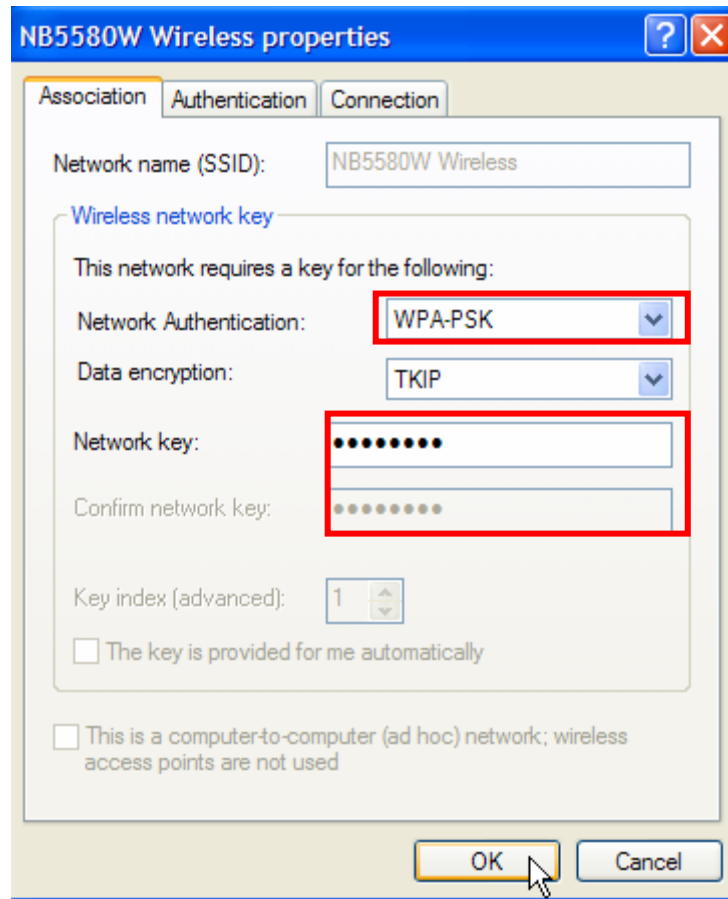 NB5580W Wireless properties
Association Authentication Connection
Network name (SSID): NB5580W Wireless
Wireless network key
This network requires a key for the following:
Network Authentication: WPA-PSK
Data encryption: TKIP
Network key: ••••••••
Confirm network key: ••••••••
Key index (advanced): 1
The key is provided for me automatically
This is a computer-to-computer (ad hoc) network; wireless
access points are not used
OK Cancel